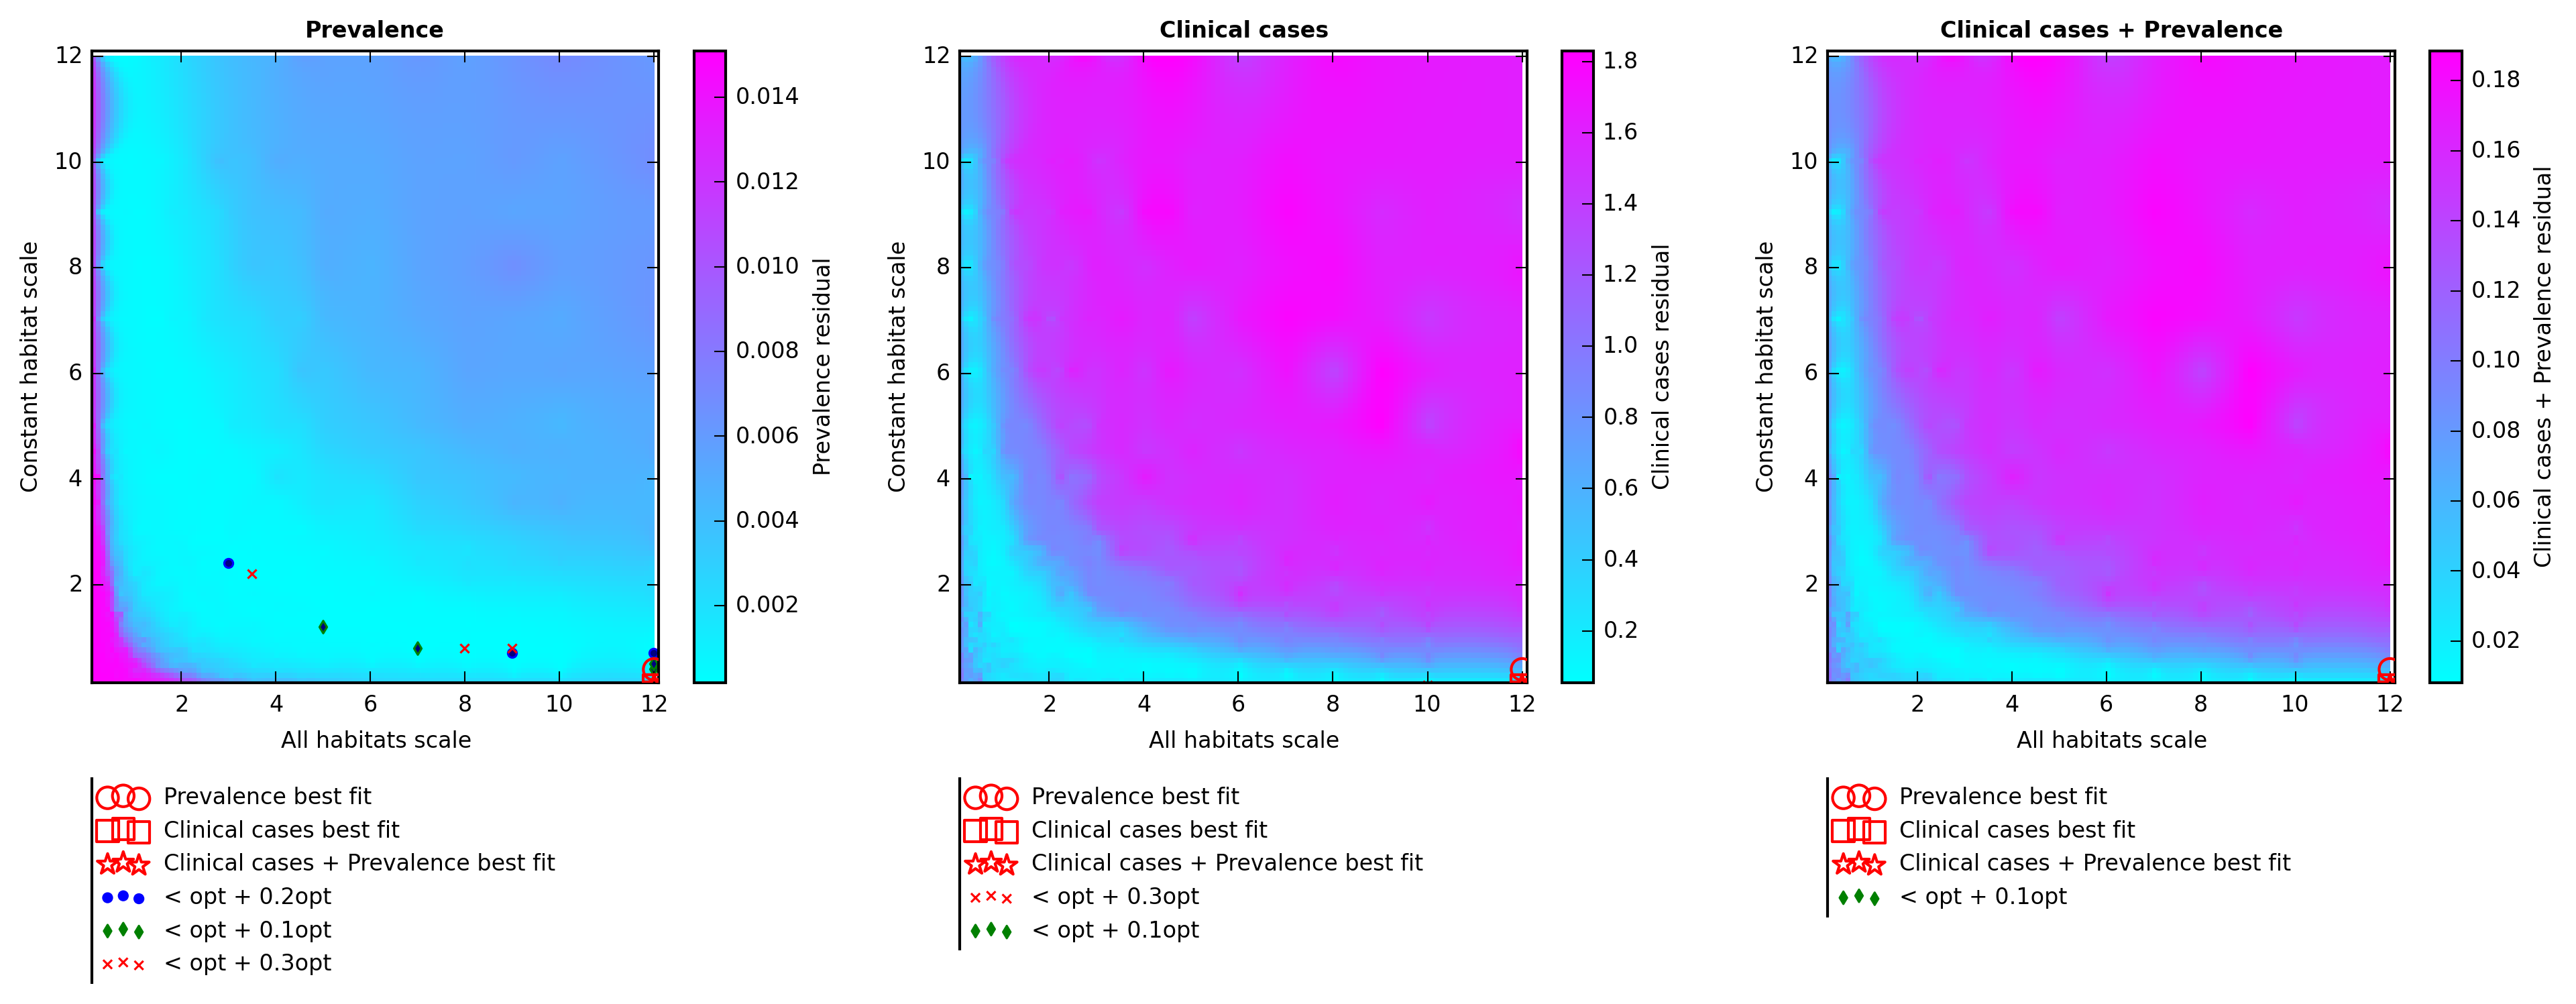 Prevalence
12
10
8
6
4
2
Constant habitat scale
2 4 6 8 10 12
All habitats scale
0.014
0.012
0.010
0.008
0.006
0.004
0.002
Prevalence residual
Prevalence best fit
Clinical cases best fit
Clinical cases + Prevalence best fit
< opt + 0.2opt
< opt + 0.1opt
< opt + 0.3opt
Clinical cases
12
10
8
6
4
2
Constant habitat scale
2 4 6 8 10 12
All habitats scale
1.8
1.6
1.4
1.2
1.0
0.8
0.6
0.4
0.2
Clinical cases residual
Prevalence best fit
Clinical cases best fit
Clinical cases + Prevalence best fit
< opt + 0.3opt
< opt + 0.1opt
Clinical cases + Prevalence
12
10
8
6
4
2
Constant habitat scale
2 4 6 8 10 12
All habitats scale
0.18
0.16
0.14
0.12
0.10
0.08
0.06
0.04
0.02
Clinical cases + Prevalence residual
Prevalence best fit
Clinical cases best fit
Clinical cases + Prevalence best fit
< opt + 0.1opt